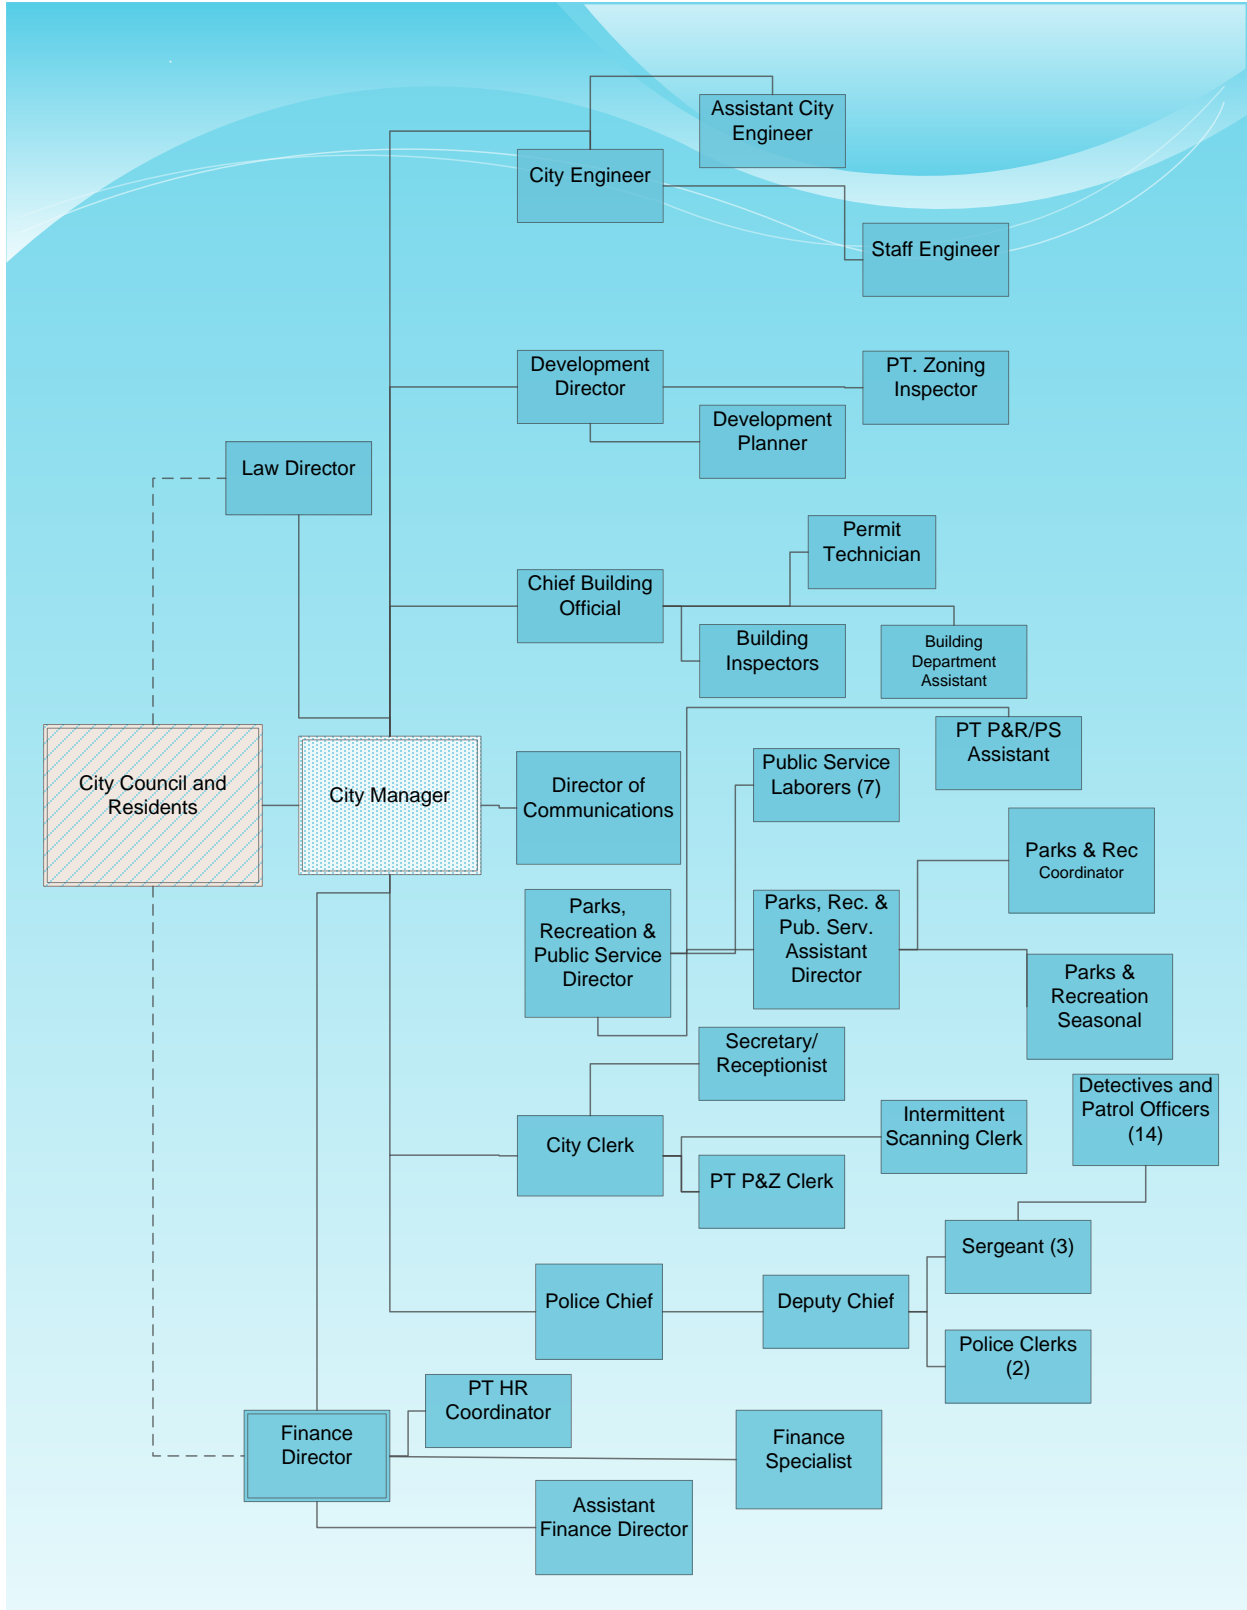 Assistant City
Engineer
City Engineer
Staff Engineer
Development
Director
PT. Zoning
Inspector
Development
Planner
Law Director
Permit
Technician
Chief Building
Official
Building
Inspectors
Building
Department
Assistant
PT P&R/PS
Assistant
Public Service
Laborers (7)
City Council and
Residents
City Manager
Director of
Communications
Parks & Rec
Coordinator
Parks,
Recreation &
Public Service
Director
Parks, Rec. &
Pub. Serv.
Assistant
Director
Parks &
Recreation
Seasonal
Secretary/
Receptionist
Detectives and
Patrol Officers
(14)
City Clerk
Intermittent
Scanning Clerk
PT P&Z Clerk
Sergeant (3)
Police Chief
Deputy Chief
Police Clerks
(2)
PT HR
Coordinator
Finance
Director
Finance
Specialist
Assistant
Finance Director